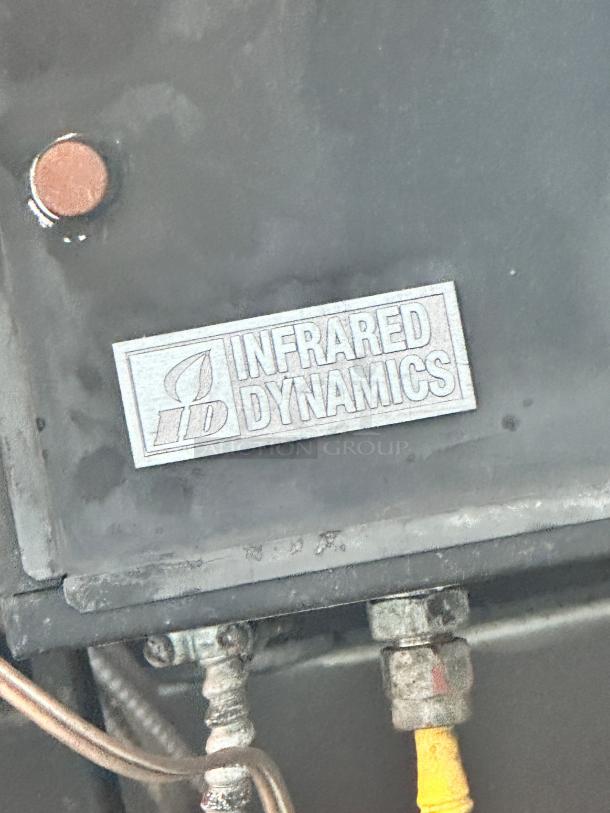 ID
INFRARED
DYNAMICS
AUCTION GROUP